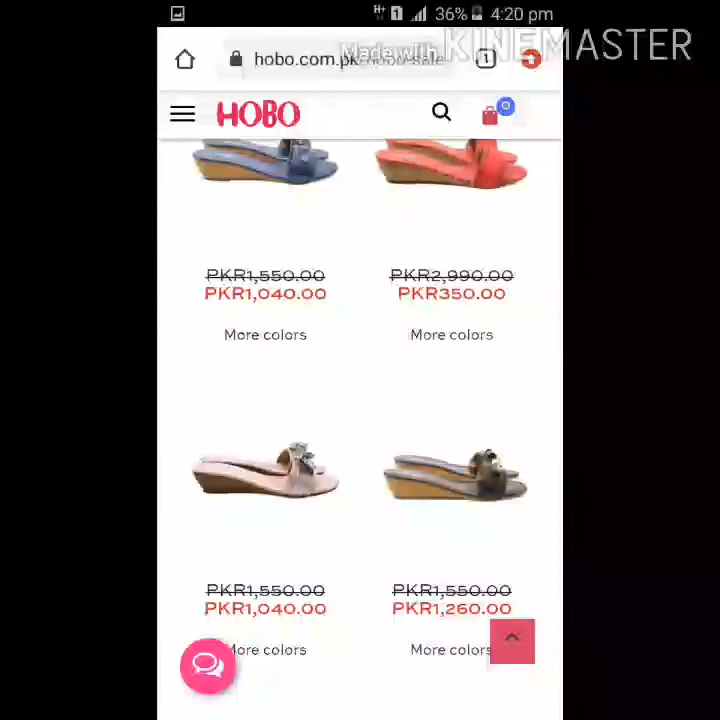 36% 4:20 pm
Made with KINEMASTER
hobo.com.pk/hobo-sale
1
HOBO
0
PKR1,550.00
PKR1,040.00
More colors
PKR2,990.00
PKR350.00
More colors
PKR1,550.00
PKR1,040.00
More colors
PKR1,550.00
PKR1,260.00
More colors